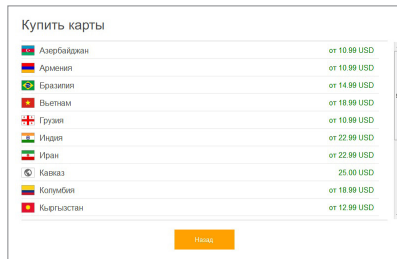 Купить карты
Азербайджан от 10.99 USD
Армения от 10.99 USD
Бразилия от 14.99 USD
Вьетнам от 18.99 USD
Грузия от 10.99 USD
Индия от 22.99 USD
Иран от 22.99 USD
Кавказ 25.00 USD
Колумбия от 18.99 USD
Кыргызстан от 12.99 USD
Назад